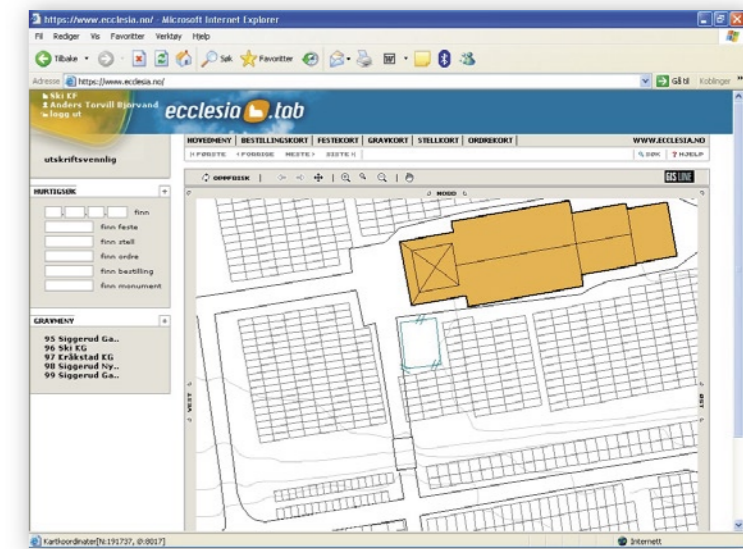 https://www.ecclesia.no/ - Microsoft Internet Explorer
Fil Rediger Vis Favoritter Verktøy Hjelp
Tilbake Søk Favoritter
Adresse https://www.ecclesia.no/ Gå til Koblinger
Ski KF
Anders Torvill Bjorvand
logg ut
ecclesia.tab
HOVEDMENY | BESTILLINGSKORT | FESTEKORT | GRAVKORT | STELLKORT | ORDREKORT | WWW.ECCLESIA.NO
utskriftsvennlig
|< FØRSTE < FORRIGE NESTE > SISTE >| SØK ? HJELP
OPPFRISK GISLINE
NORD
HURTIGSØK +
finn
finn feste
finn stell
finn ordre
finn bestilling
finn monument
GRAVMENY +
95 Siggerud Ga..
96 Ski KG
97 Kråkstad KG
98 Siggerud Ny..
99 Siggerud Ga..
VEST
ØST
Kartkoordinater[N:191737, Ø:8017] Internett